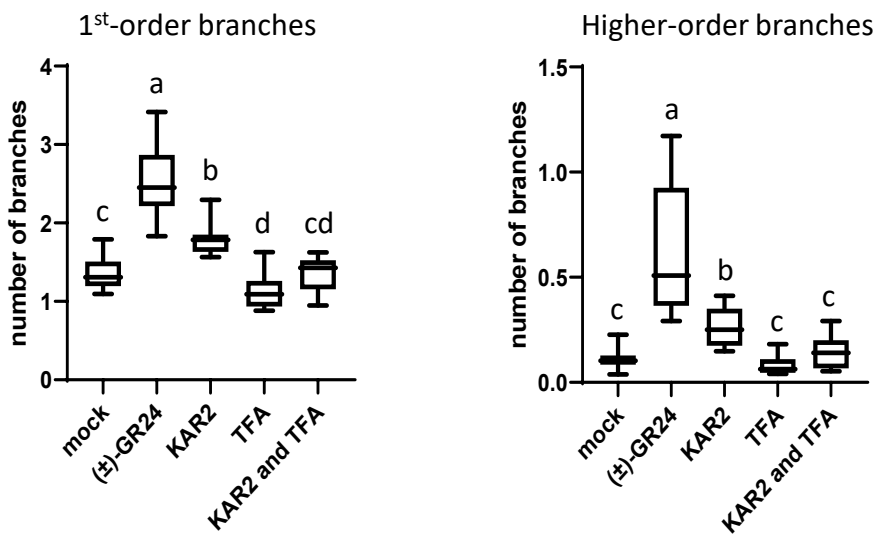 1st-order branches
number of branches
4
3
2
1
0
c
a
b
d
cd
mock
(±)-GR24
KAR2
TFA
KAR2 and TFA
Higher-order branches
number of branches
1.5
1.0
0.5
0.0
c
a
b
c
c
mock
(±)-GR24
KAR2
TFA
KAR2 and TFA